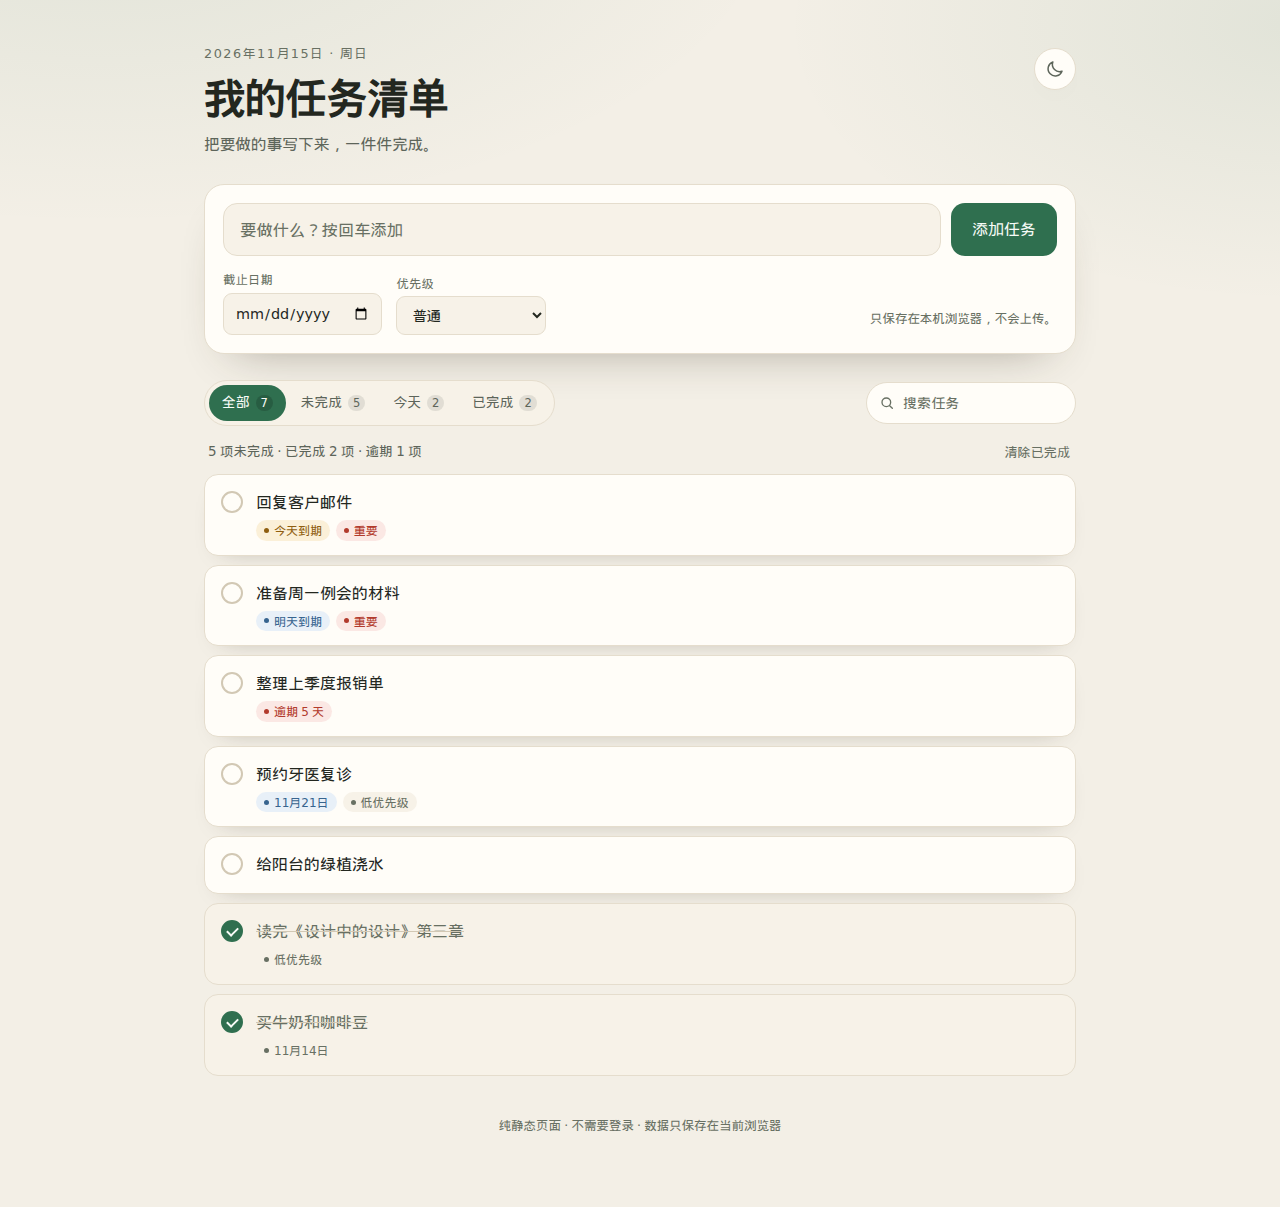 2026年11月15日 · 周日
我的任务清单
把要做的事写下来，一件件完成。
要做什么？按回车添加
添加任务
截止日期
优先级
mm/dd/yyyy
普通
只保存在本机浏览器，不会上传。
全部 7
未完成 5
今天 2
已完成 2
搜索任务
5 项未完成 · 已完成 2 项 · 逾期 1 项
清除已完成
回复客户邮件
今天到期
重要
准备周一例会的材料
明天到期
重要
整理上季度报销单
逾期 5 天
预约牙医复诊
11月21日
低优先级
给阳台的绿植浇水
读完《设计中的设计》第三章
低优先级
买牛奶和咖啡豆
11月14日
纯静态页面 · 不需要登录 · 数据只保存在当前浏览器